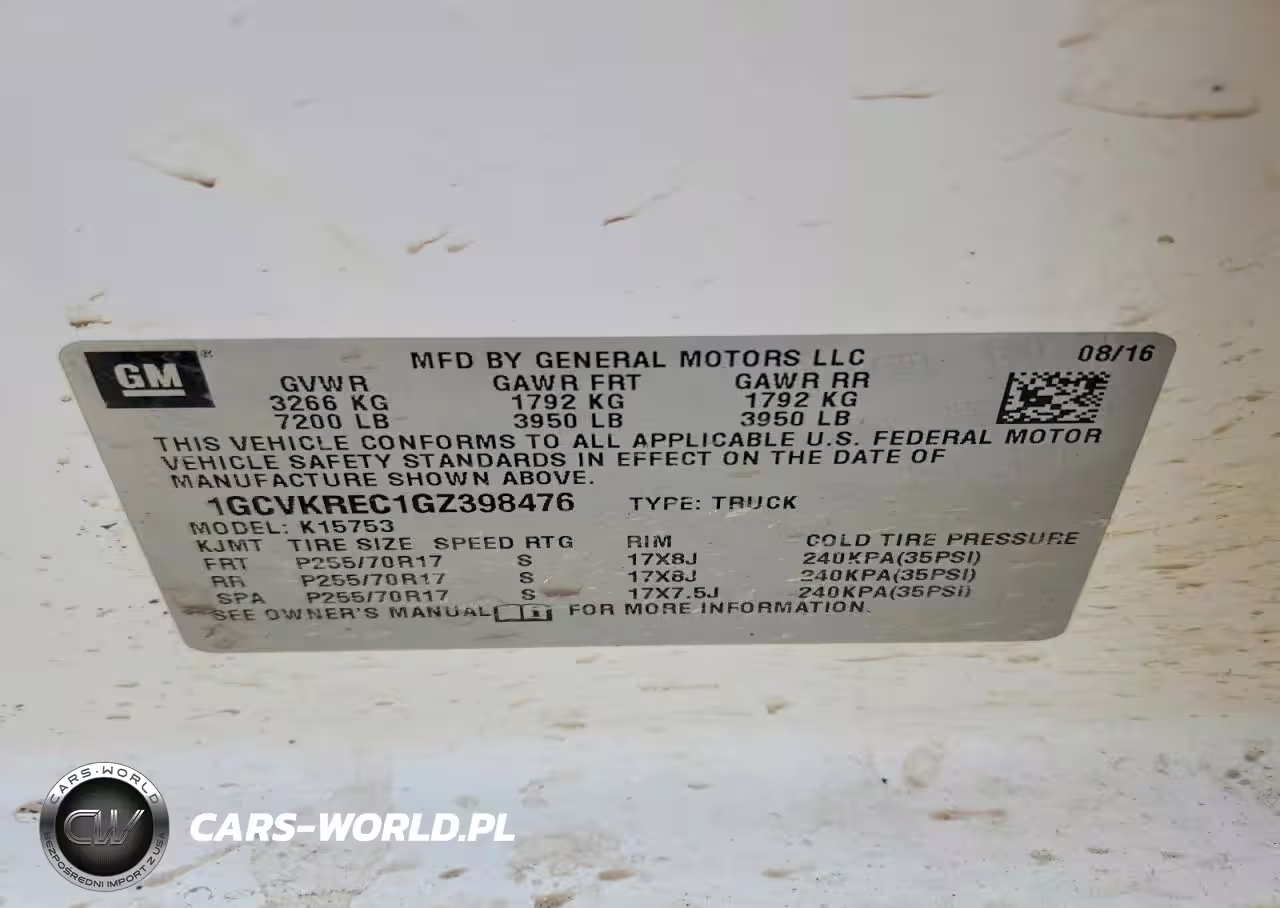 GM®
MFD BY GENERAL MOTORS LLC
08/16
GVWR GAWR FRT GAWR RR
3266 KG 1792 KG 1792 KG
7200 LB 3950 LB 3950 LB
THIS VEHICLE CONFORMS TO ALL APPLICABLE U.S. FEDERAL MOTOR
VEHICLE SAFETY STANDARDS IN EFFECT ON THE DATE OF
MANUFACTURE SHOWN ABOVE.
1GCVKREC1GZ398476 TYPE: TRUCK
MODEL: K15753
KJMT TIRE SIZE SPEED RTG RIM COLD TIRE PRESSURE
FRT P255/70R17 S 17X8J 240KPA(35PSI)
RR P255/70R17 S 17X8J 240KPA(35PSI)
SPA P255/70R17 S 17X7.5J 240KPA(35PSI)
SEE OWNER'S MANUAL FOR MORE INFORMATION.
CARS-WORLD
CW
BEZPOŚREDNI IMPORT Z USA
CARS-WORLD.PL